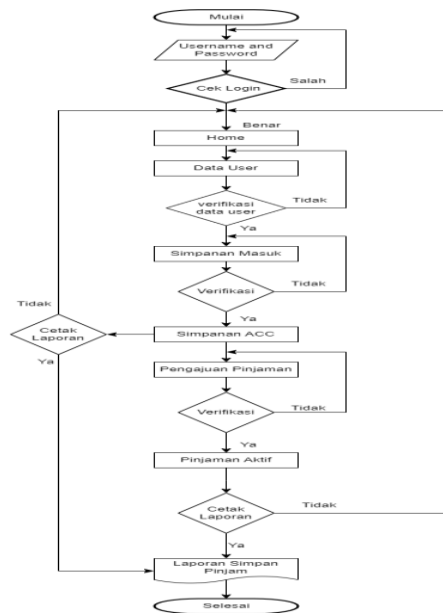 Mulai
Username and
Password
Salah
Cek Login
Benar
Home
Data User
Tidak
verifikasi
data user
Ya
Simpanan Masuk
Tidak
Verifikasi
Tidak
Ya
Cetak
Laporan
Simpanan ACC
Ya
Pengajuan Pinjaman
Verifikasi
Tidak
Ya
Pinjaman Aktif
Cetak
Laporan
Tidak
Ya
Laporan Simpan
Pinjam
Selesai